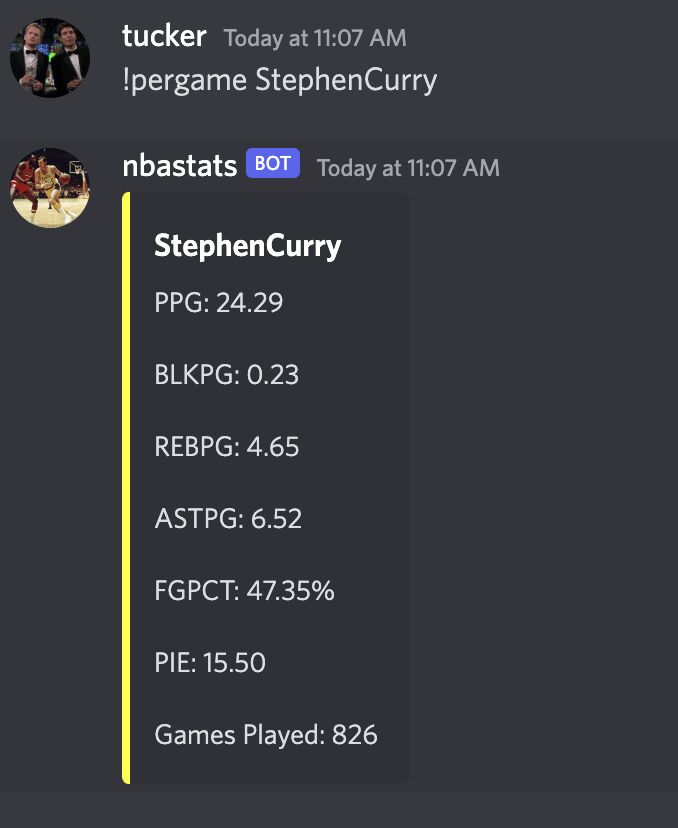 tucker Today at 11:07 AM
!pergame StephenCurry
nbastats BOT Today at 11:07 AM
StephenCurry
PPG: 24.29
BLKPG: 0.23
REBPG: 4.65
ASTPG: 6.52
FGPCT: 47.35%
PIE: 15.50
Games Played: 826